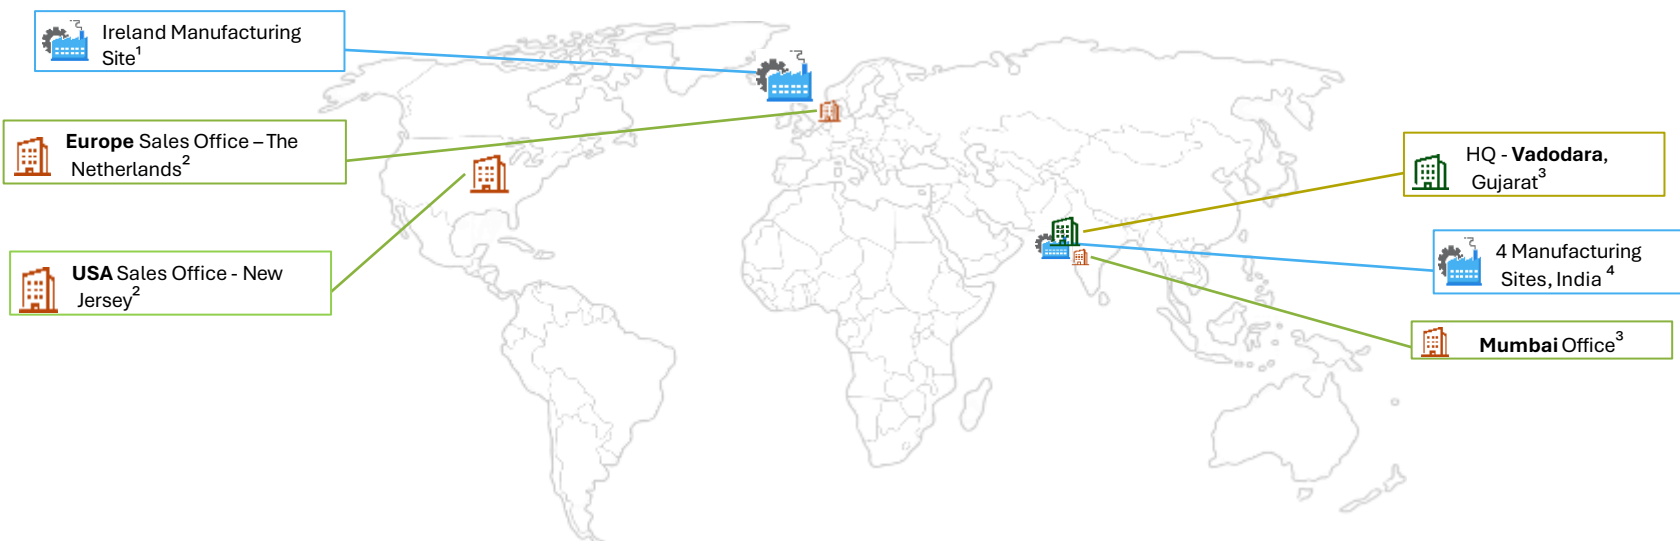 Ireland Manufacturing
Site¹
Europe Sales Office – The
Netherlands²
USA Sales Office - New
Jersey²
HQ - Vadodara,
Gujarat³
4 Manufacturing
Sites, India ⁴
Mumbai Office³